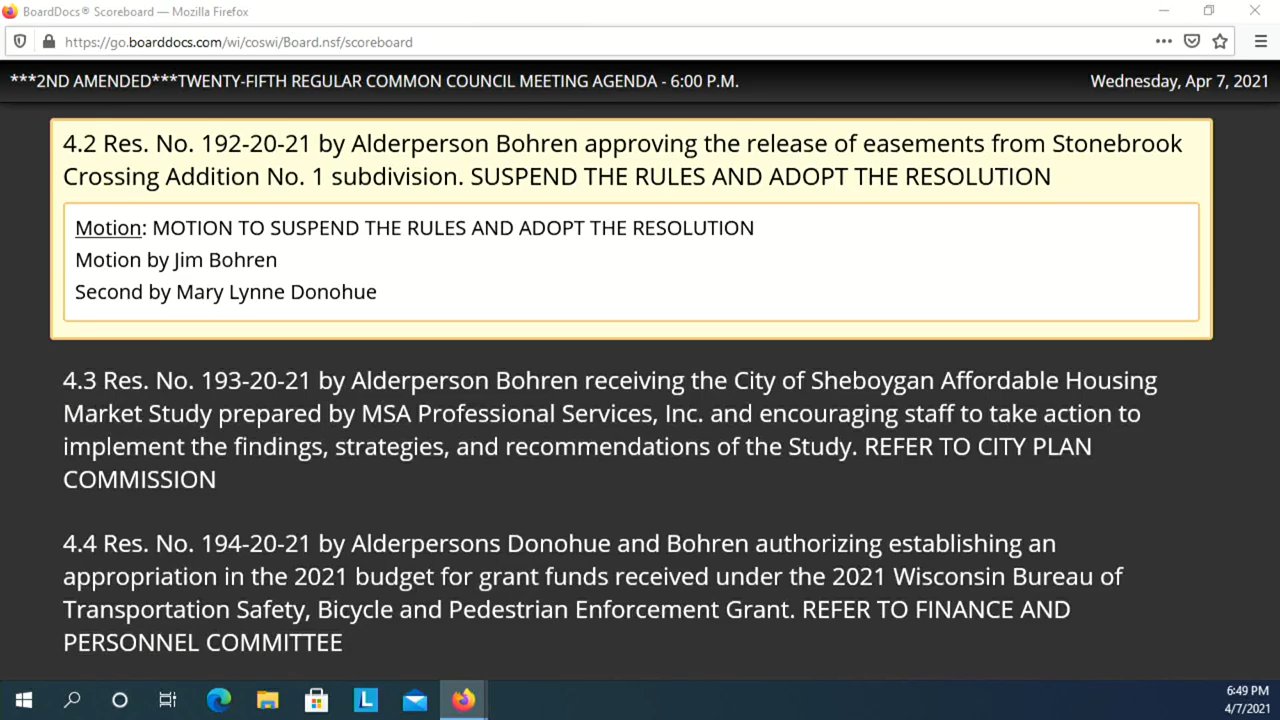 BoardDocs® Scoreboard — Mozilla Firefox
https://go.boarddocs.com/wi/coswi/Board.nsf/scoreboard
***2ND AMENDED***TWENTY-FIFTH REGULAR COMMON COUNCIL MEETING AGENDA - 6:00 P.M.
Wednesday, Apr 7, 2021
4.2 Res. No. 192-20-21 by Alderperson Bohren approving the release of easements from Stonebrook
Crossing Addition No. 1 subdivision. SUSPEND THE RULES AND ADOPT THE RESOLUTION
Motion: MOTION TO SUSPEND THE RULES AND ADOPT THE RESOLUTION
Motion by Jim Bohren
Second by Mary Lynne Donohue
4.3 Res. No. 193-20-21 by Alderperson Bohren receiving the City of Sheboygan Affordable Housing
Market Study prepared by MSA Professional Services, Inc. and encouraging staff to take action to
implement the findings, strategies, and recommendations of the Study. REFER TO CITY PLAN
COMMISSION
4.4 Res. No. 194-20-21 by Alderpersons Donohue and Bohren authorizing establishing an
appropriation in the 2021 budget for grant funds received under the 2021 Wisconsin Bureau of
Transportation Safety, Bicycle and Pedestrian Enforcement Grant. REFER TO FINANCE AND
PERSONNEL COMMITTEE
L
6:49 PM
4/7/2021